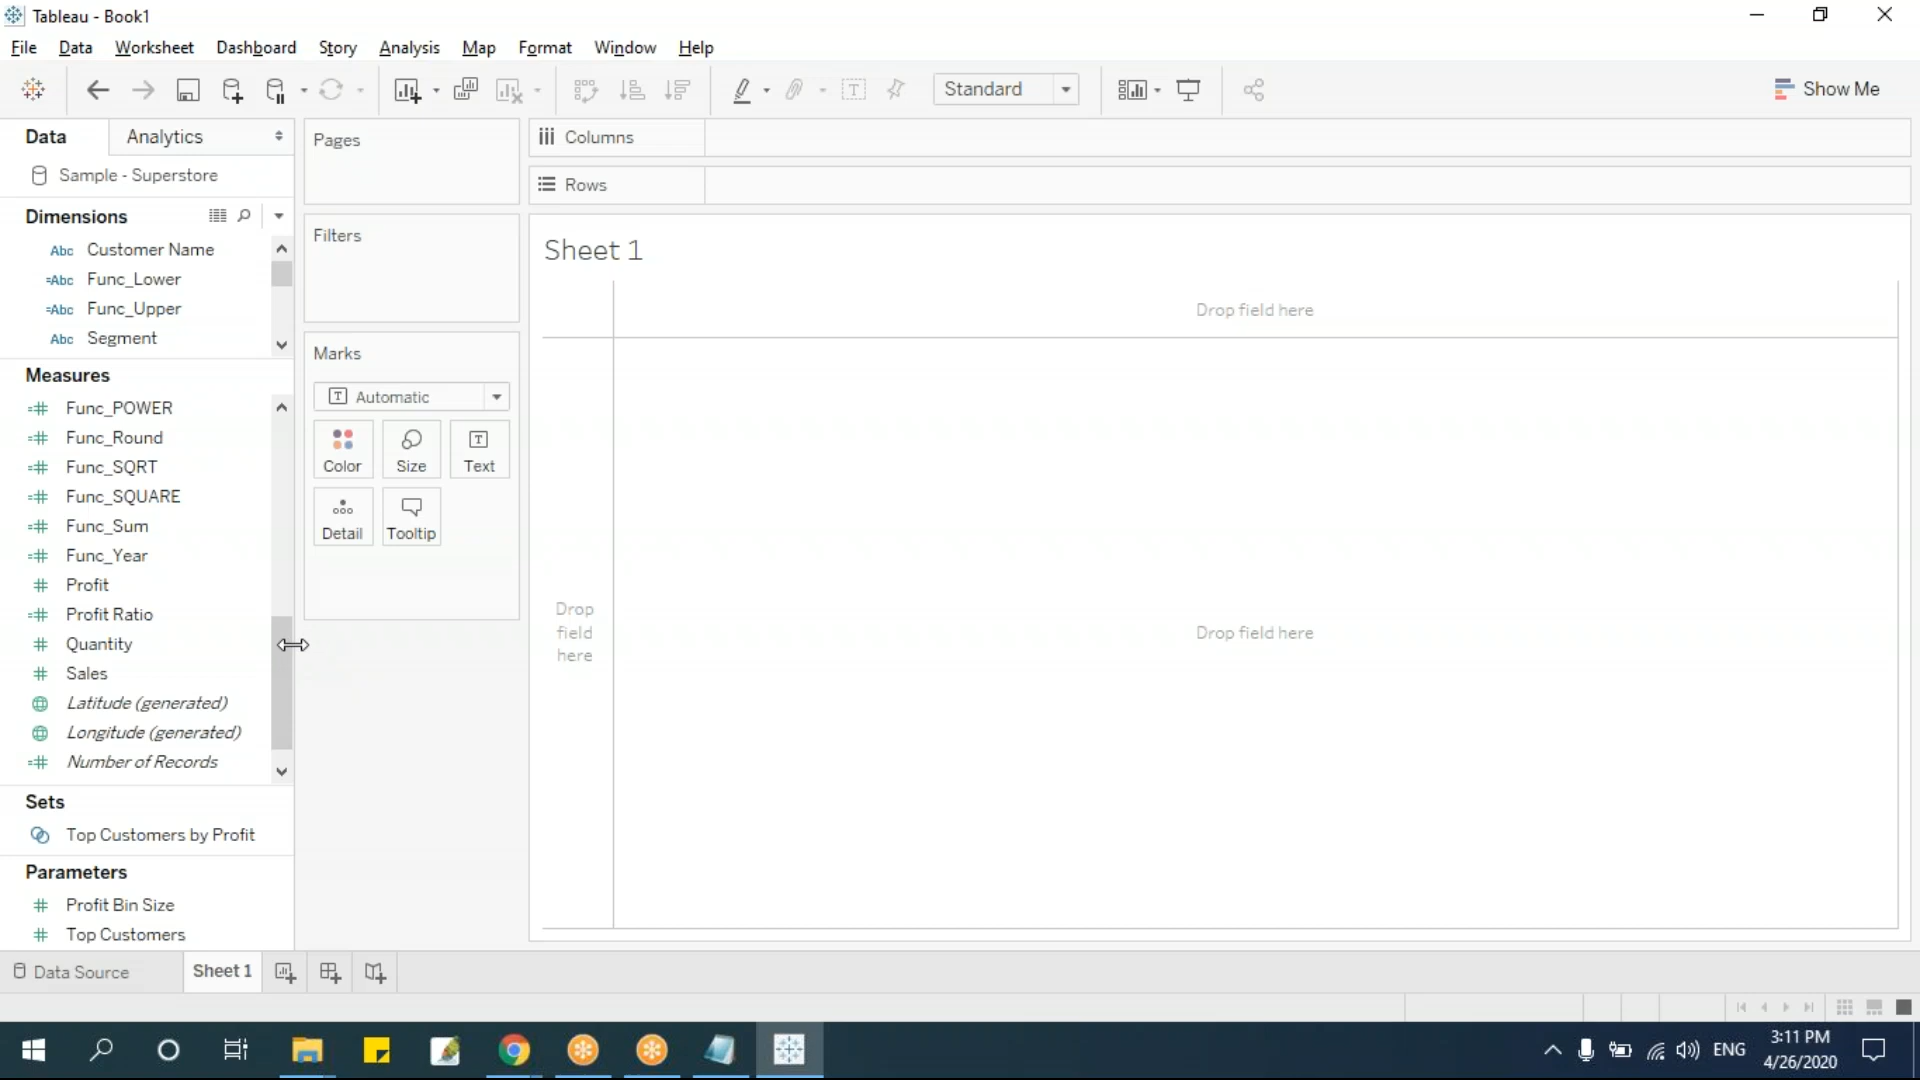 Tableau - Book1
File Data Worksheet Dashboard Story Analysis Map Format Window Help
Standard
Show Me
Data
Analytics
Sample - Superstore
Dimensions
Abc Customer Name
=Abc Func_Lower
=Abc Func_Upper
Abc Segment
Measures
Func_POWER
Func_Round
Func_SQRT
Func_SQUARE
Func_Sum
Func_Year
Profit
Profit Ratio
Quantity
Sales
Latitude (generated)
Longitude (generated)
Number of Records
Sets
Top Customers by Profit
Parameters
Profit Bin Size
Top Customers
Pages
Filters
Marks
Automatic
Color
Size
Text
Detail
Tooltip
Columns
Rows
Sheet 1
Drop field here
Drop
field
here
Drop field here
Data Source
Sheet 1
ENG
3:11 PM
4/26/2020